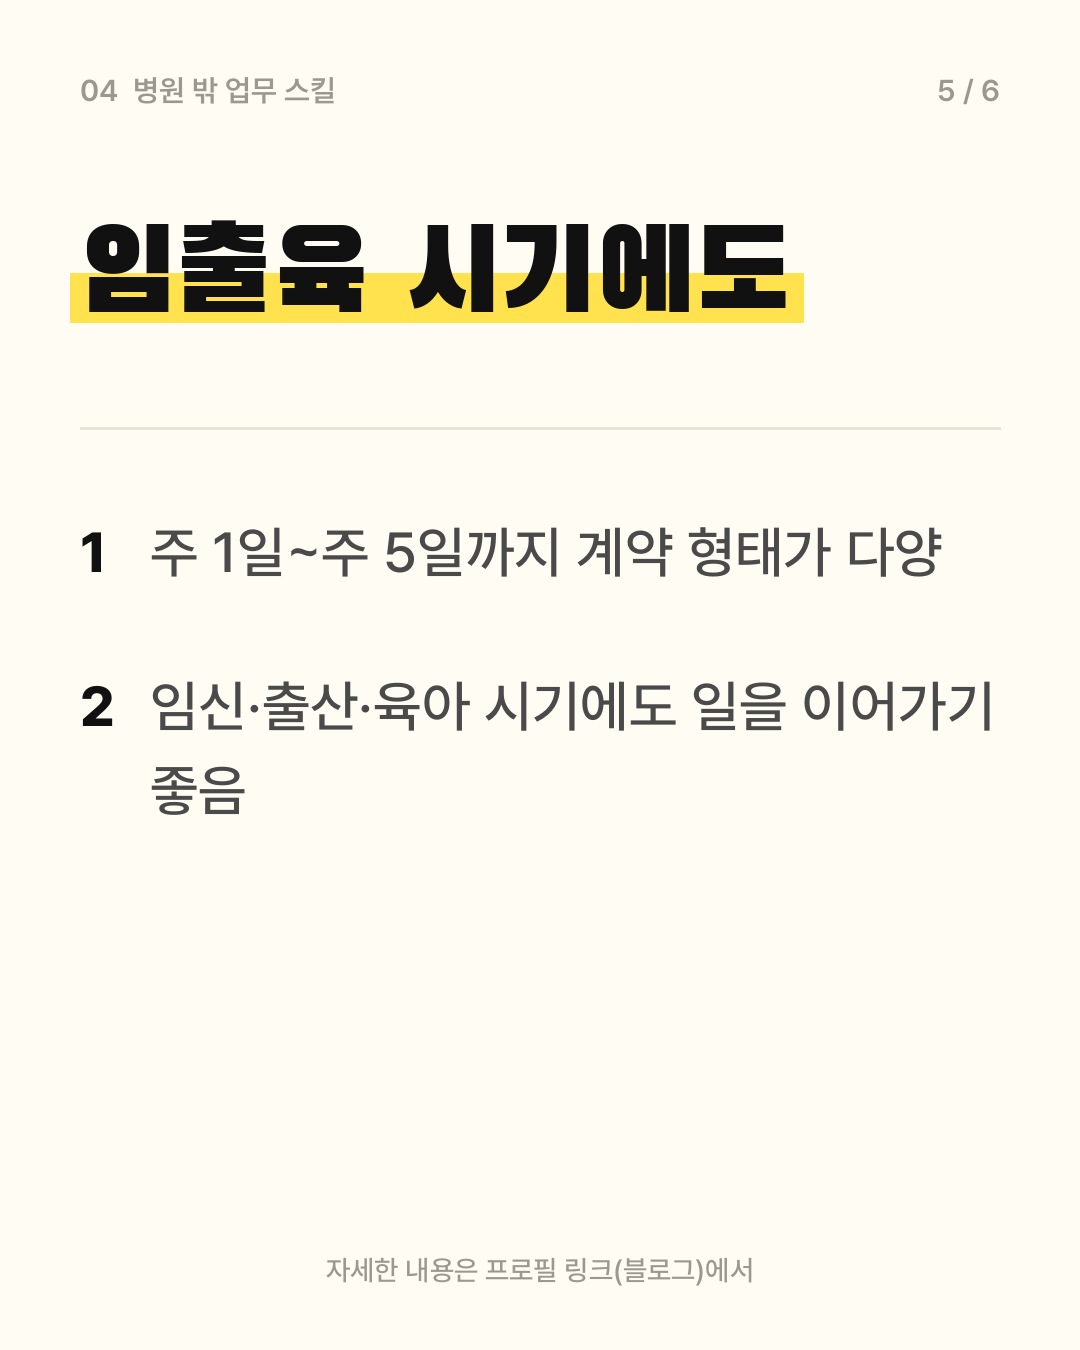 04 병원 밖 업무 스킬
5 / 6
임출육 시기에도
1 주 1일~주 5일까지 계약 형태가 다양
2 임신·출산·육아 시기에도 일을 이어가기
좋음
자세한 내용은 프로필 링크(블로그)에서